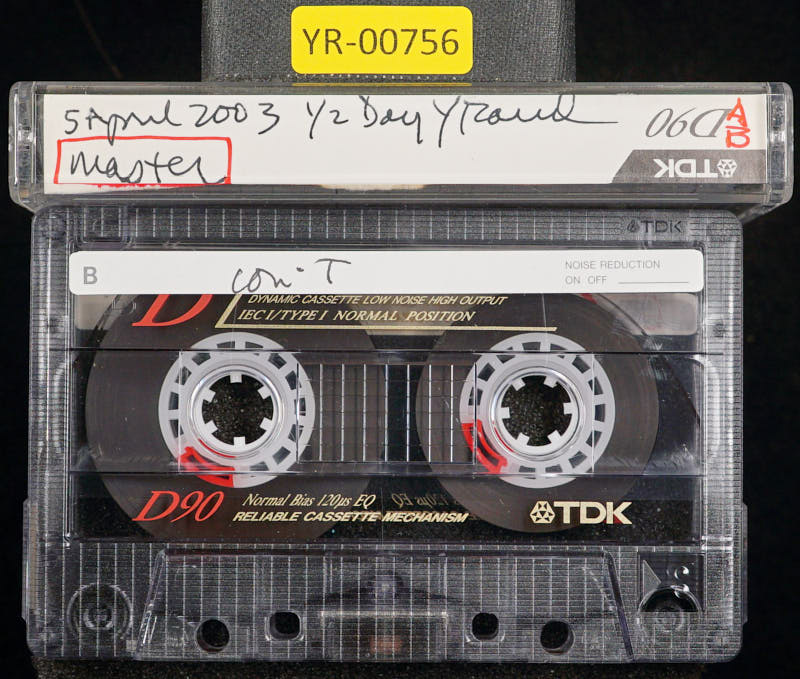 YR-00756
5 April 2003 1/2 Day YRand
D90
A
B
Master
TDK
TDK
B
con-T
NOISE REDUCTION
ON OFF
D
DYNAMIC CASSETTE LOW NOISE HIGH OUTPUT
IEC I/TYPE I NORMAL POSITION
D90
Normal Bias 120μs EQ
RELIABLE CASSETTE MECHANISM
TDK